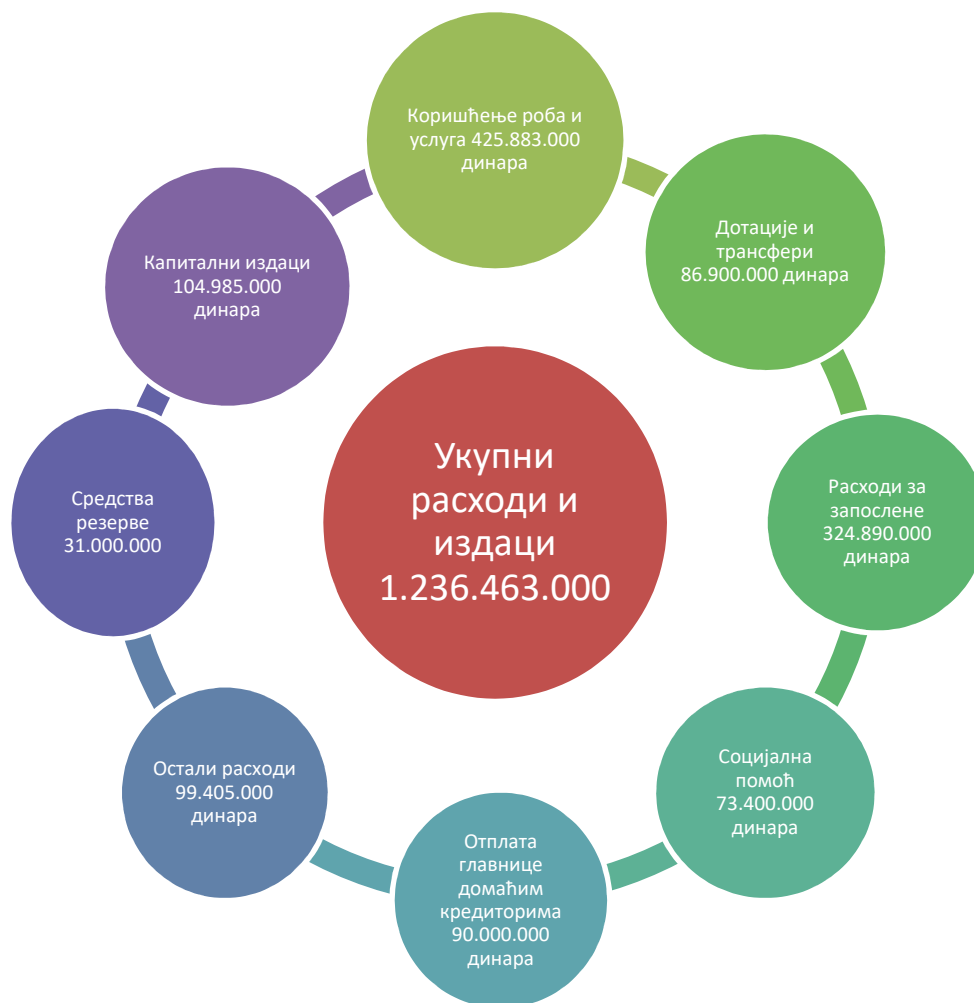 Коришћење роба и
услуга 425.883.000
динара
Дотације и
трансфери
86.900.000 динара
Капитални издаци
104.985.000
динара
Укупни
расходи и
издаци
1.236.463.000
Расходи за
запослене
324.890.000
динара
Средства
резерве
31.000.000
Социјална
помоћ
73.400.000
динара
Остали расходи
99.405.000
динара
Отплата
главнице
домаћим
кредиторима
90.000.000
динара